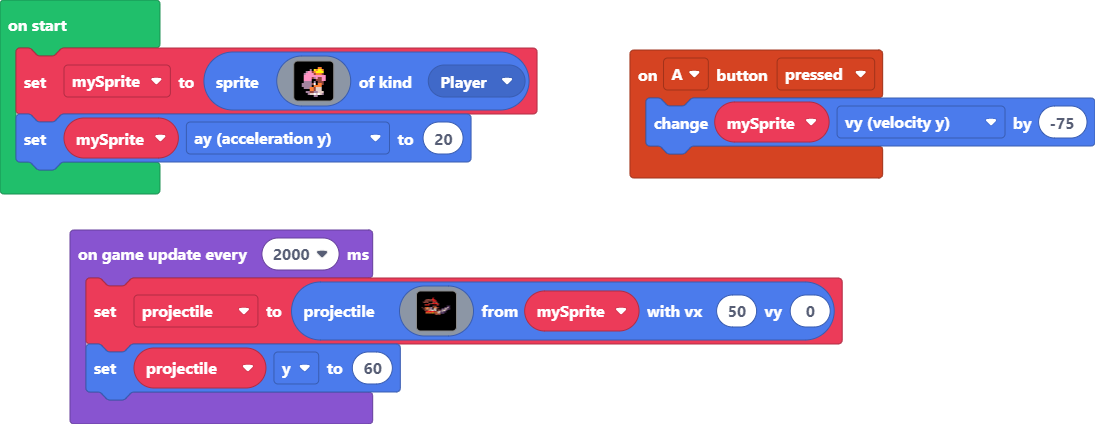 on start
set mySprite to sprite of kind Player
set mySprite ay (acceleration y) to 20
on A button pressed
change mySprite vy (velocity y) by -75
on game update every 2000 ms
set projectile to projectile from mySprite with vx 50 vy 0
set projectile y to 60